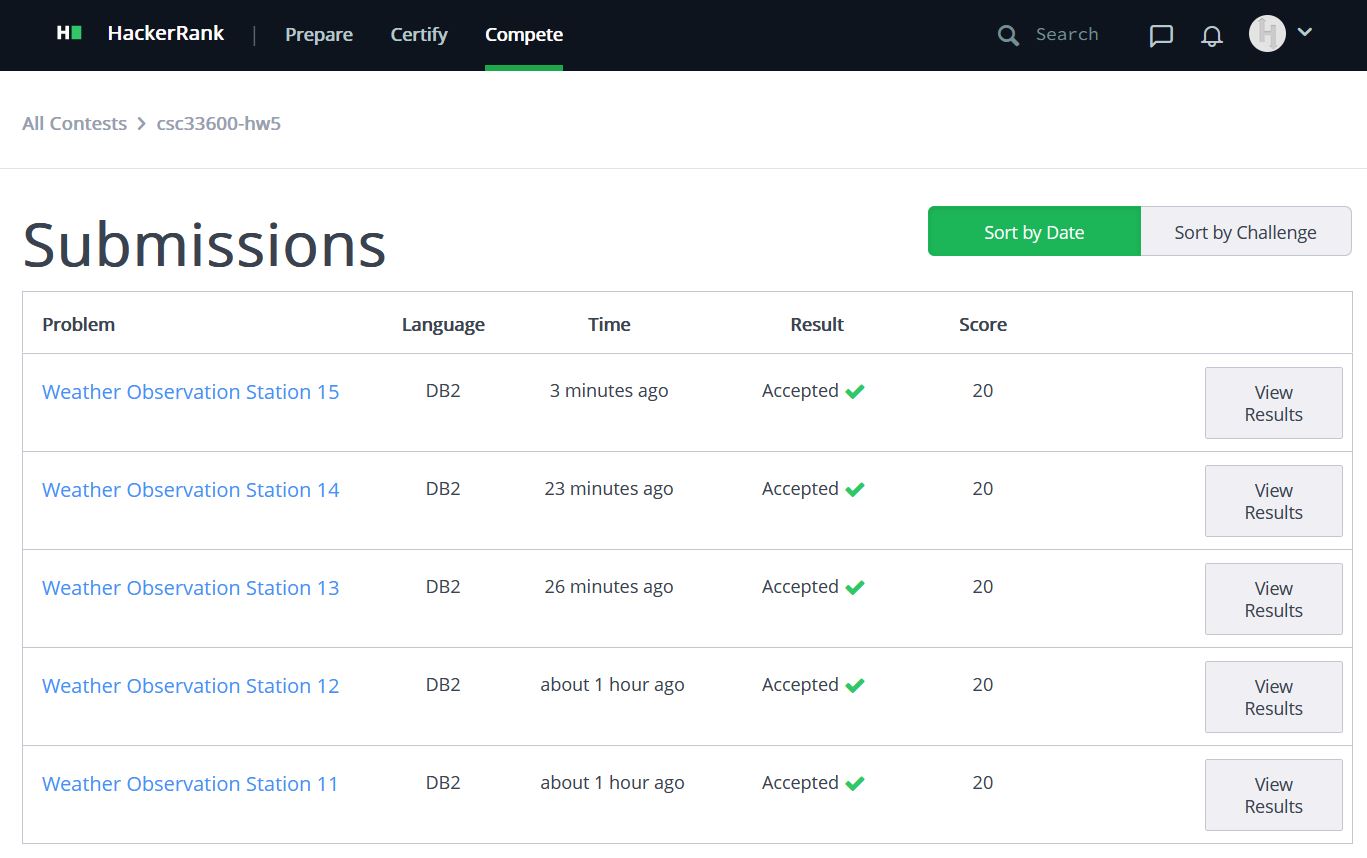 H HackerRank | Prepare Certify Compete Search
All Contests > csc33600-hw5
Submissions
Sort by Date Sort by Challenge
Problem Language Time Result Score
Weather Observation Station 15 DB2 3 minutes ago Accepted 20 View
Results
Weather Observation Station 14 DB2 23 minutes ago Accepted 20 View
Results
Weather Observation Station 13 DB2 26 minutes ago Accepted 20 View
Results
Weather Observation Station 12 DB2 about 1 hour ago Accepted 20 View
Results
Weather Observation Station 11 DB2 about 1 hour ago Accepted 20 View
Results